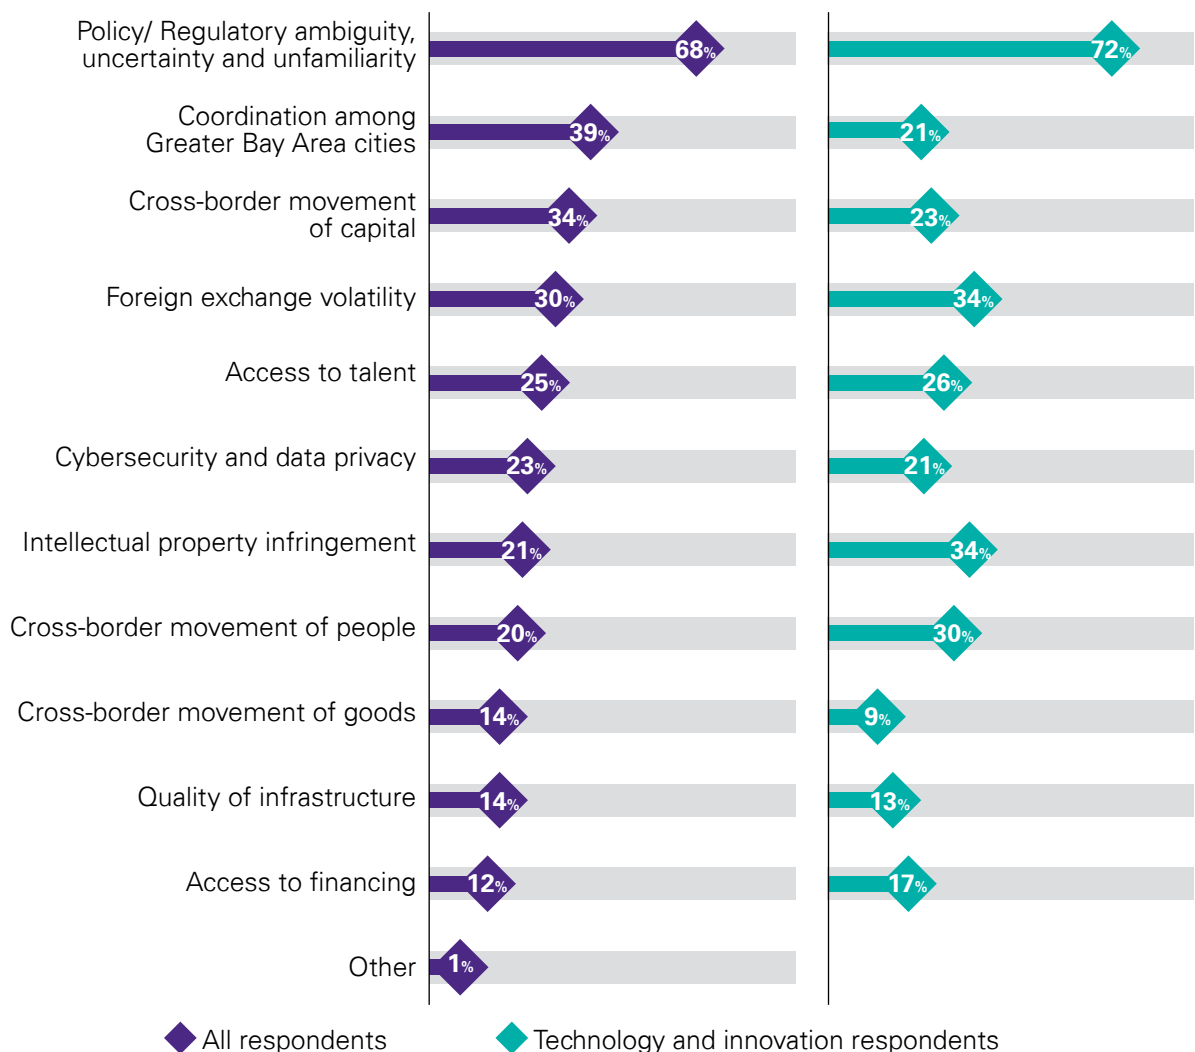 Policy/ Regulatory ambiguity,
uncertainty and unfamiliarity
68%
72%
Coordination among
Greater Bay Area cities
39%
21%
Cross-border movement
of capital
34%
23%
Foreign exchange volatility
30%
34%
Access to talent
25%
26%
Cybersecurity and data privacy
23%
21%
Intellectual property infringement
21%
34%
Cross-border movement of people
20%
30%
Cross-border movement of goods
14%
9%
Quality of infrastructure
14%
13%
Access to financing
12%
17%
Other
1%
All respondents
Technology and innovation respondents